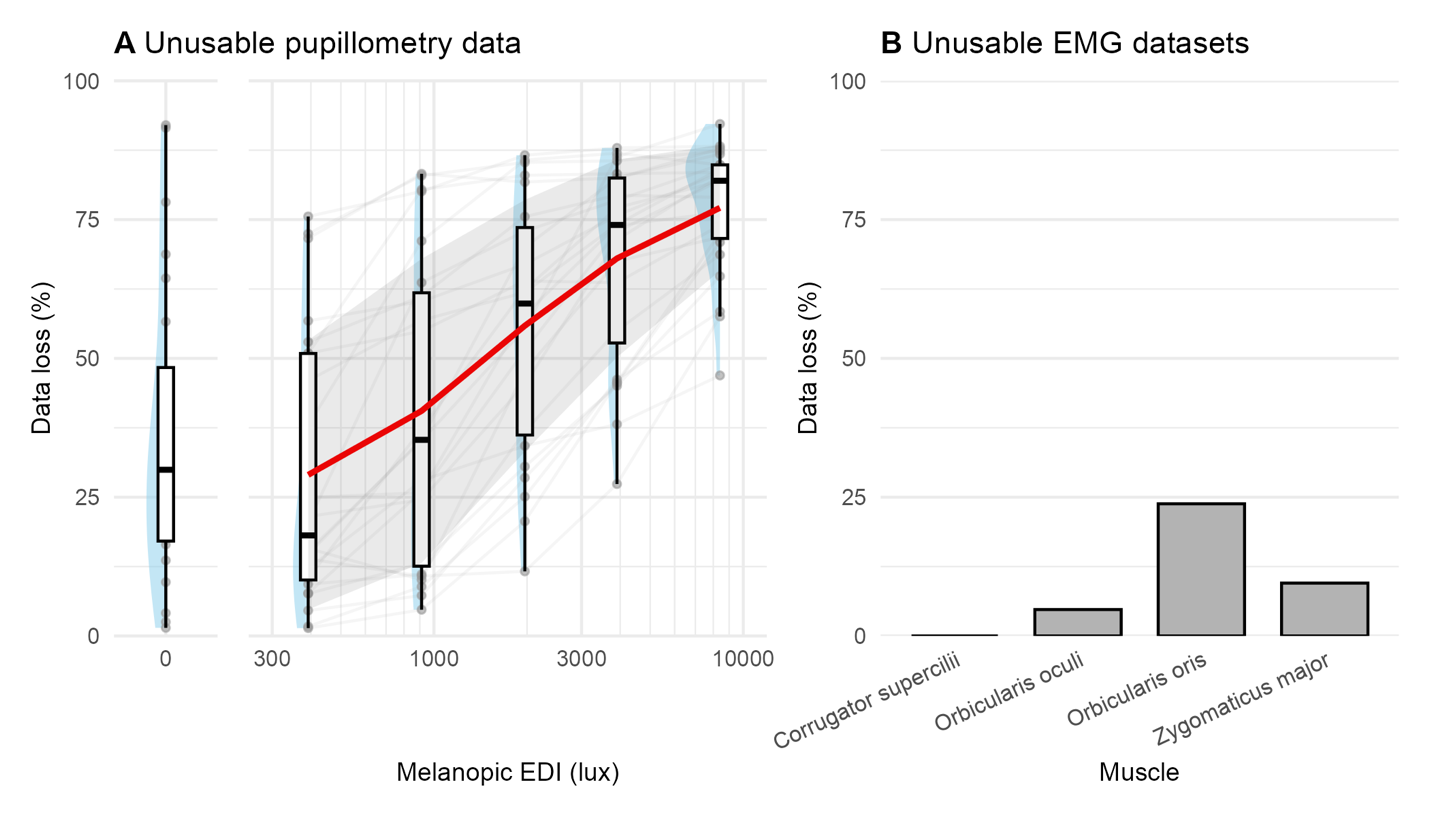 A Unusable pupillometry data
Data loss (%)
100
75
50
25
0
0
300
1000
3000
10000
Melanopic EDI (lux)
B Unusable EMG datasets
Data loss (%)
100
75
50
25
0
Corrugator supercilii
Orbicularis oculi
Orbicularis oris
Zygomaticus major
Muscle